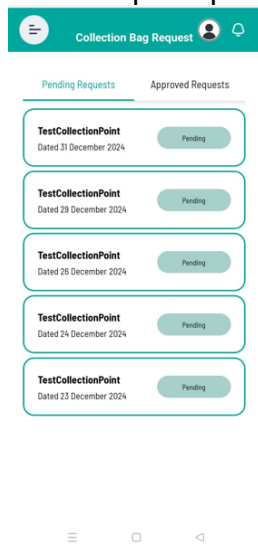 Collection Bag Request
Pending Requests
Approved Requests
TestCollectionPoint
Dated 31 December 2024
Pending
TestCollectionPoint
Dated 29 December 2024
Pending
TestCollectionPoint
Dated 26 December 2024
Pending
TestCollectionPoint
Dated 24 December 2024
Pending
TestCollectionPoint
Dated 23 December 2024
Pending